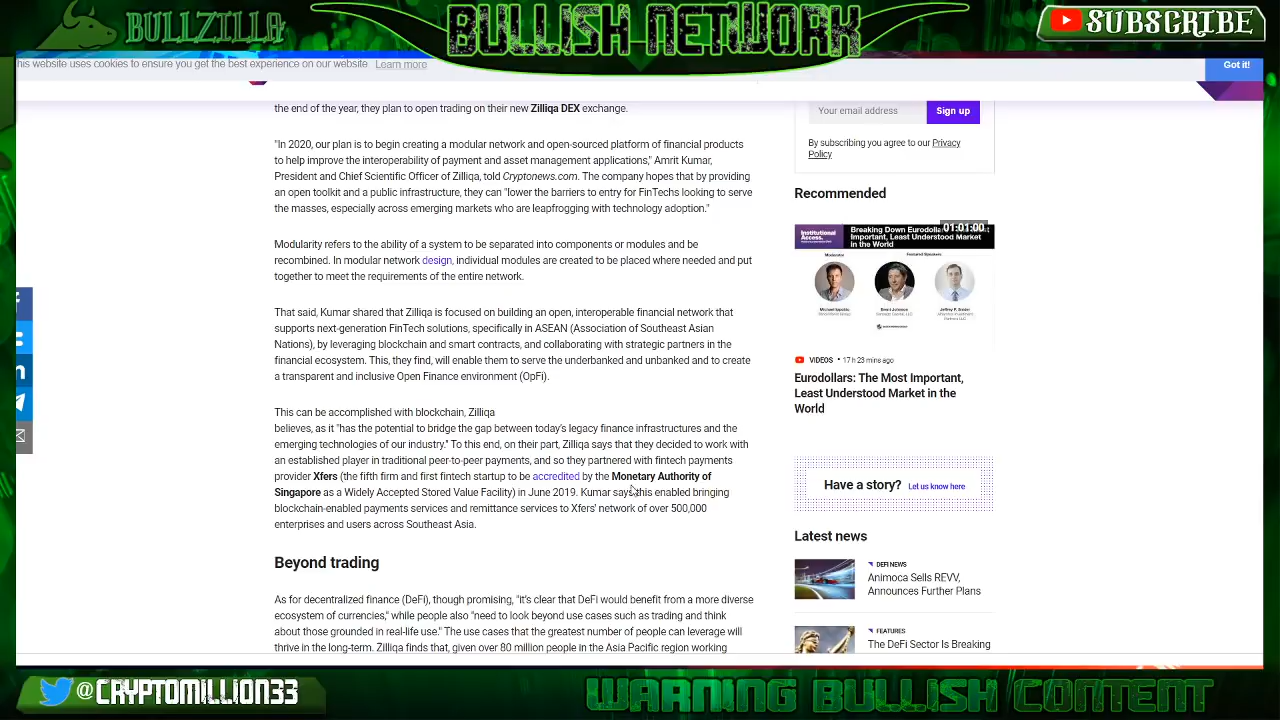 BULLZILLA
BULLISH NETWORK
SUBSCRIBE
his website uses cookies to ensure you get the best experience on our website Learn more
Got it!
the end of the year, they plan to open trading on their new Zilliqa DEX exchange.
"In 2020, our plan is to begin creating a modular network and open-sourced platform of financial products
to help improve the interoperability of payment and asset management applications," Amrit Kumar,
President and Chief Scientific Officer of Zilliqa, told Cryptonews.com. The company hopes that by providing
an open toolkit and a public infrastructure, they can "lower the barriers to entry for FinTechs looking to serve
the masses, especially across emerging markets who are leapfrogging with technology adoption."
Modularity refers to the ability of a system to be separated into components or modules and be
recombined. In modular network design, individual modules are created to be placed where needed and put
together to meet the requirements of the entire network.
That said, Kumar shared that Zilliqa is focused on building an open, interoperable financial network that
supports next-generation FinTech solutions, specifically in ASEAN (Association of Southeast Asian
Nations), by leveraging blockchain and smart contracts, and collaborating with strategic partners in the
financial ecosystem. This, they find, will enable them to serve the underbanked and unbanked and to create
a transparent and inclusive Open Finance environment (OpFi).
This can be accomplished with blockchain, Zilliqa
believes, as it "has the potential to bridge the gap between today's legacy finance infrastructures and the
emerging technologies of our industry." To this end, on their part, Zilliqa says that they decided to work with
an established player in traditional peer-to-peer payments, and so they partnered with fintech payments
provider Xfers (the fifth firm and first fintech startup to be accredited by the Monetary Authority of
Singapore as a Widely Accepted Stored Value Facility) in June 2019. Kumar says this enabled bringing
blockchain-enabled payments services and remittance services to Xfers' network of over 500,000
enterprises and users across Southeast Asia.
Beyond trading
As for decentralized finance (DeFi), though promising, "it's clear that DeFi would benefit from a more diverse
ecosystem of currencies," while people also "need to look beyond use cases such as trading and think
about those grounded in real-life use." The use cases that the greatest number of people can leverage will
thrive in the long-term. Zilliqa finds that, given over 80 million people in the Asia Pacific region working
Your email address
Sign up
By subscribing you agree to our Privacy
Policy
Recommended
01:01:00
Institutional
Access.
Breaking Down Eurodolla
Important, Least Understood Market
in the World
Moderator
Featured Speakers
VIDEOS • 17 h 23 mins ago
Eurodollars: The Most Important,
Least Understood Market in the
World
Have a story? Let us know here
Latest news
DEFI NEWS
Animoca Sells REVV,
Announces Further Plans
FEATURES
The DeFi Sector Is Breaking
@CRYPTOMILLION33
WARNING BULLISH CONTENT